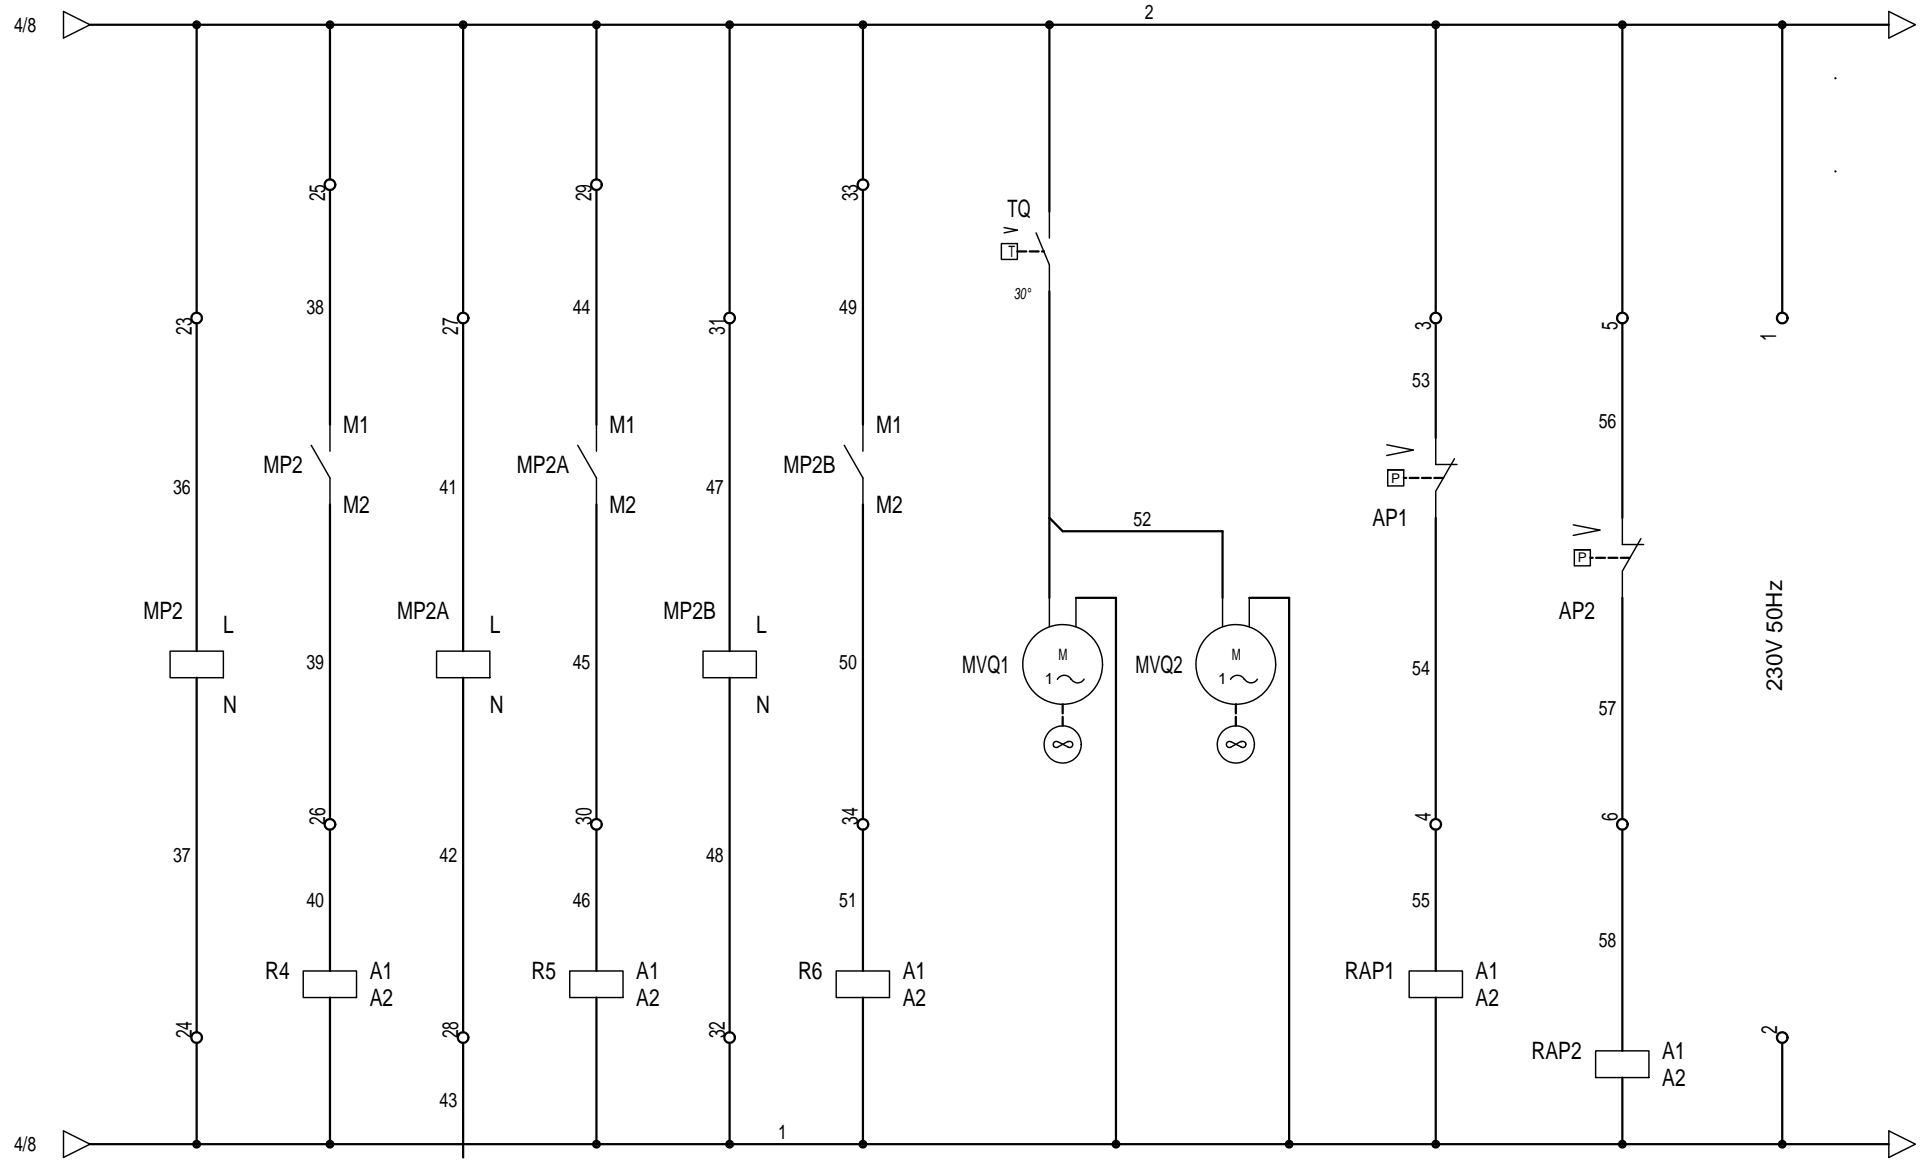 4/8
2
25
29
33
TQ
T
30°
38
44
49
23
27
31
3
5
1
53
56
M1
M1
M1
MP2
MP2A
MP2B
M2
M2
M2
P
36
41
47
AP1
52
P
MP2
L
MP2A
L
MP2B
L
AP2
230V 50Hz
39
45
50
MVQ1
M
1
MVQ2
M
1
54
N
N
N
57
26
30
34
4
6
37
42
48
40
46
51
55
58
R4
A1
R5
A1
R6
A1
RAP1
A1
A2
A2
A2
A2
24
28
32
2
RAP2
A1
A2
43
4/8
1